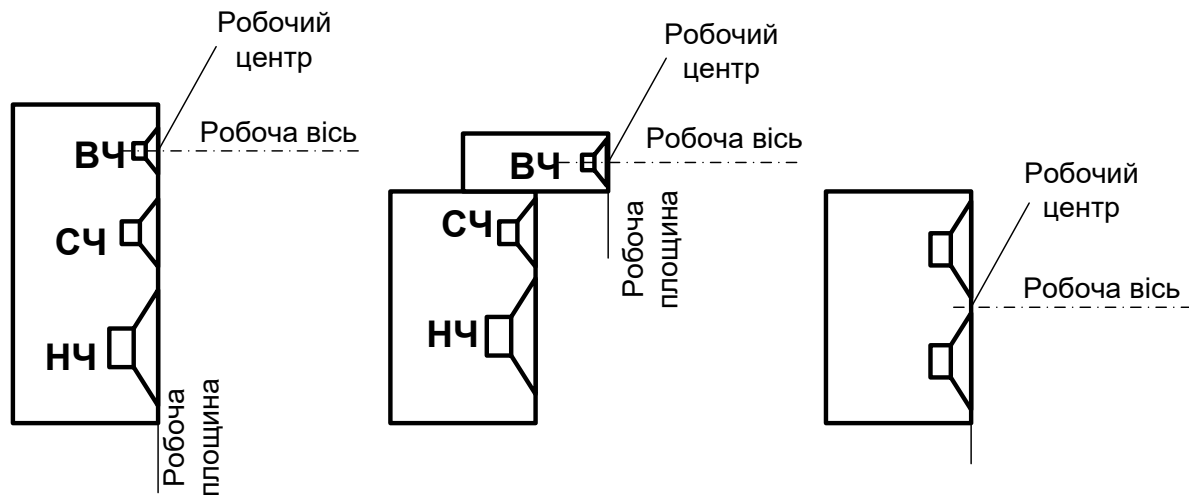 Робочий
центр
Робоча вісь
ВЧ
СЧ
НЧ
Робоча
площина
Робочий
центр
Робоча вісь
ВЧ
СЧ
НЧ
Робоча
площина
Робочий
центр
Робоча вісь